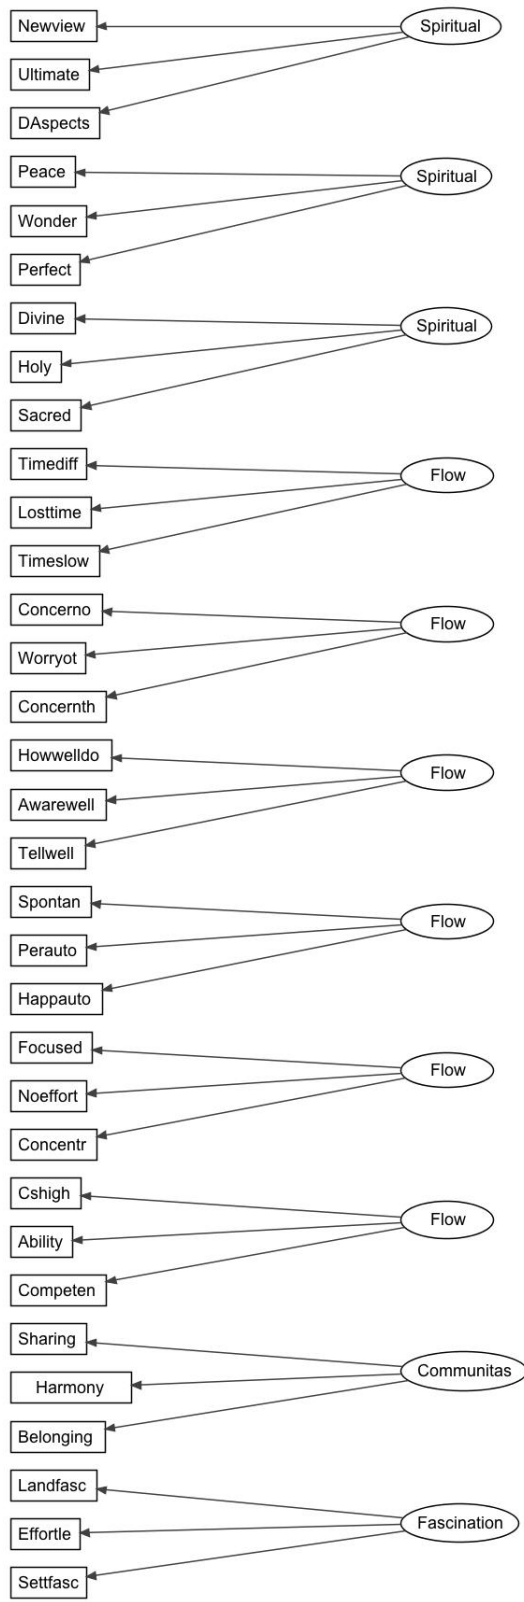 Newview
Spiritual
Ultimate
DAspects
Peace
Spiritual
Wonder
Perfect
Divine
Spiritual
Holy
Sacred
Timediff
Flow
Losttime
Timeslow
Concerno
Flow
Worryot
Concernth
Howwelldo
Flow
Awarewell
Tellwell
Spontan
Flow
Perauto
Happauto
Focused
Flow
Noeffort
Concentr
Cshigh
Flow
Ability
Competen
Sharing
Communitas
Harmony
Belonging
Landfasc
Fascination
Effortle
Settfasc